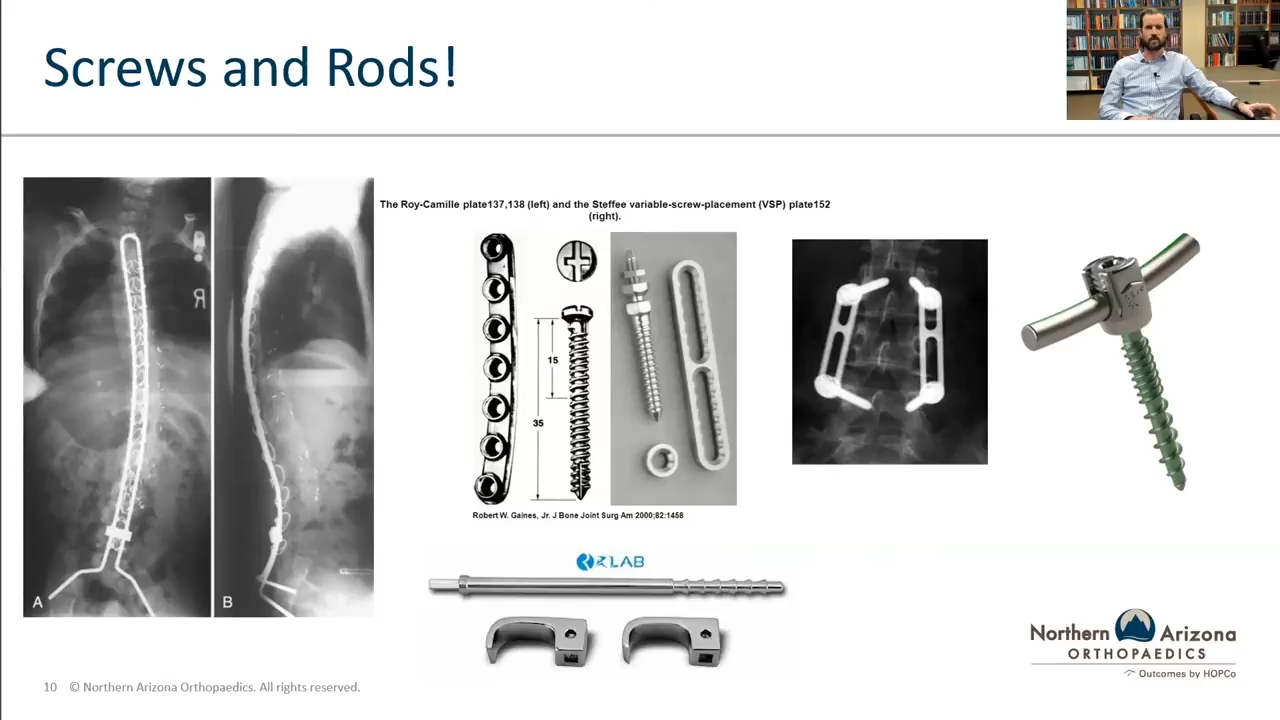 Screws and Rods!
The Roy-Camille plate137,138 (left) and the Steffee variable-screw-placement (VSP) plate152
(right).
15
35
Robert W. Gaines, Jr. J Bone Joint Surg Am 2000;82:1458
R
A
B
RLAB
Northern Arizona
ORTHOPAEDICS
Outcomes by HOPCo
10 © Northern Arizona Orthopaedics. All rights reserved.